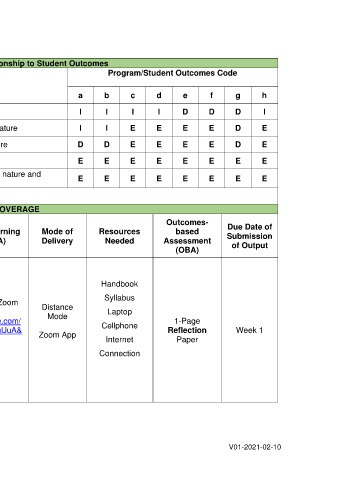 onship to Student Outcomes
Program/Student Outcomes Code
a b c d e f g h
I I I I D D D I
ature I I E E E E D E
re D D E E E E D E
E E E E E E E E
nature and E E E E E E E E
OVERAGE
rning
A)
Mode of
Delivery
Resources
Needed
Outcomes-
based
Assessment
(OBA)
Due Date of
Submission
of Output
Zoom
e.com/
qUuA&
Distance
Mode
Zoom App
Handbook
Syllabus
Laptop
Cellphone
Internet
Connection
1-Page
Reflection
Paper
Week 1
V01-2021-02-10